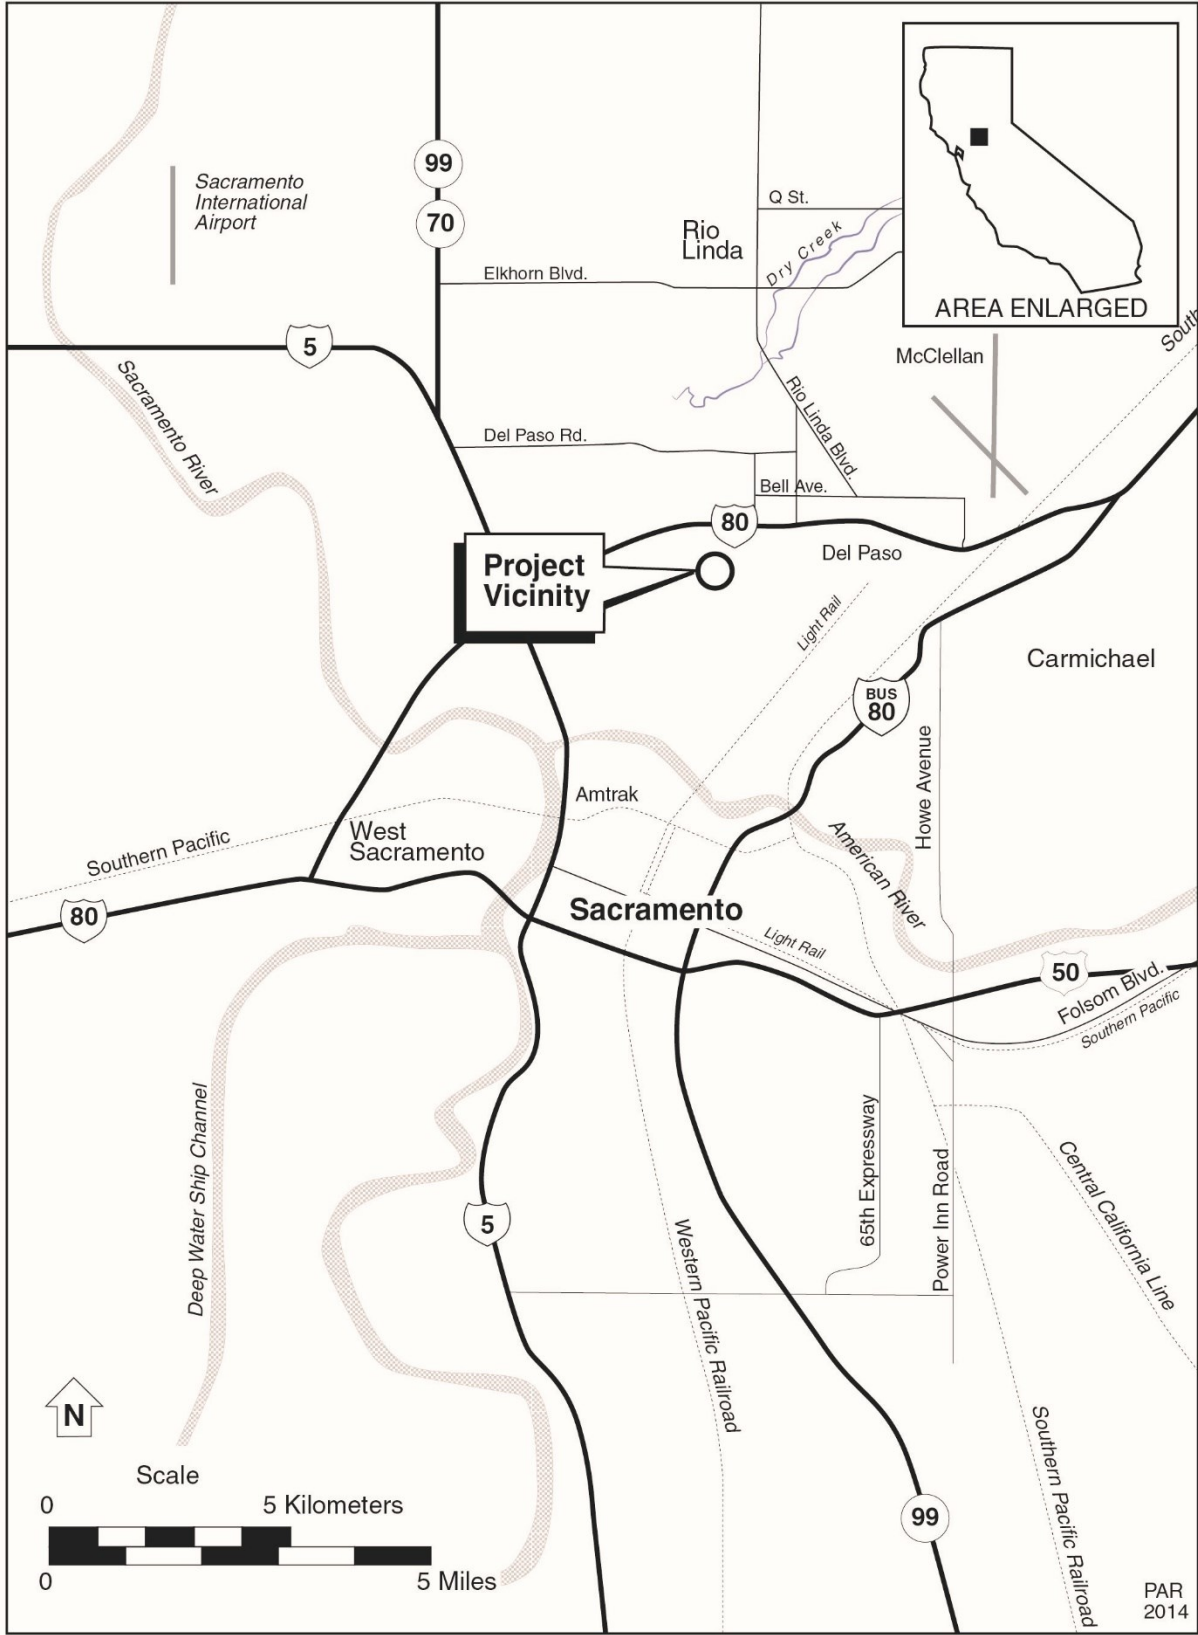 99
70
Sacramento
International
Airport
Q St.
Rio
Linda
Dry Creek
Elkhorn Blvd.
AREA ENLARGED
South
5
McClellan
Sacramento River
Rio Linda Blvd.
Del Paso Rd.
Bell Ave.
80
Del Paso
Project
Vicinity
Light Rail
Carmichael
BUS
80
Howe Avenue
Amtrak
American River
West
Sacramento
Southern Pacific
80
Sacramento
Light Rail
50
Folsom Blvd.
Southern Pacific
Deep Water Ship Channel
65th Expressway
Power Inn Road
Central California Line
5
Western Pacific Railroad
N
Southern Pacific Railroad
Scale
0 5 Kilometers
0 5 Miles
99
PAR
2014